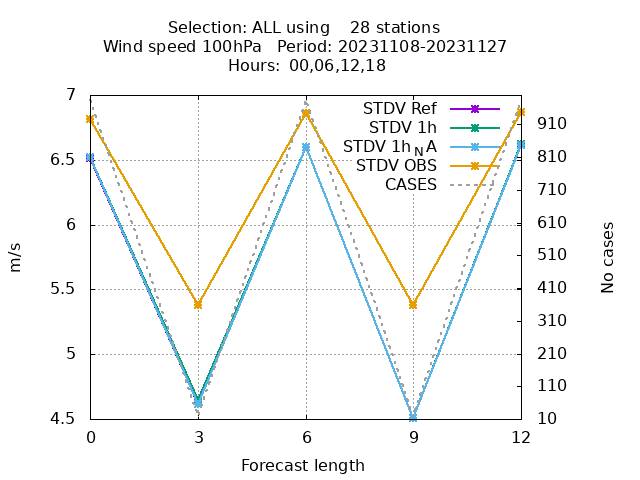 Selection: ALL using    28 stations
Wind speed 100hPa   Period: 20231108-20231127
Hours: 00,06,12,18
7
6.5
6
5.5
5
4.5
m/s
STDV Ref
STDV 1h
STDV 1h_N A
STDV OBS
CASES
910
810
710
610
510
410
310
210
110
10
No cases
0 3 6 9 12
Forecast length